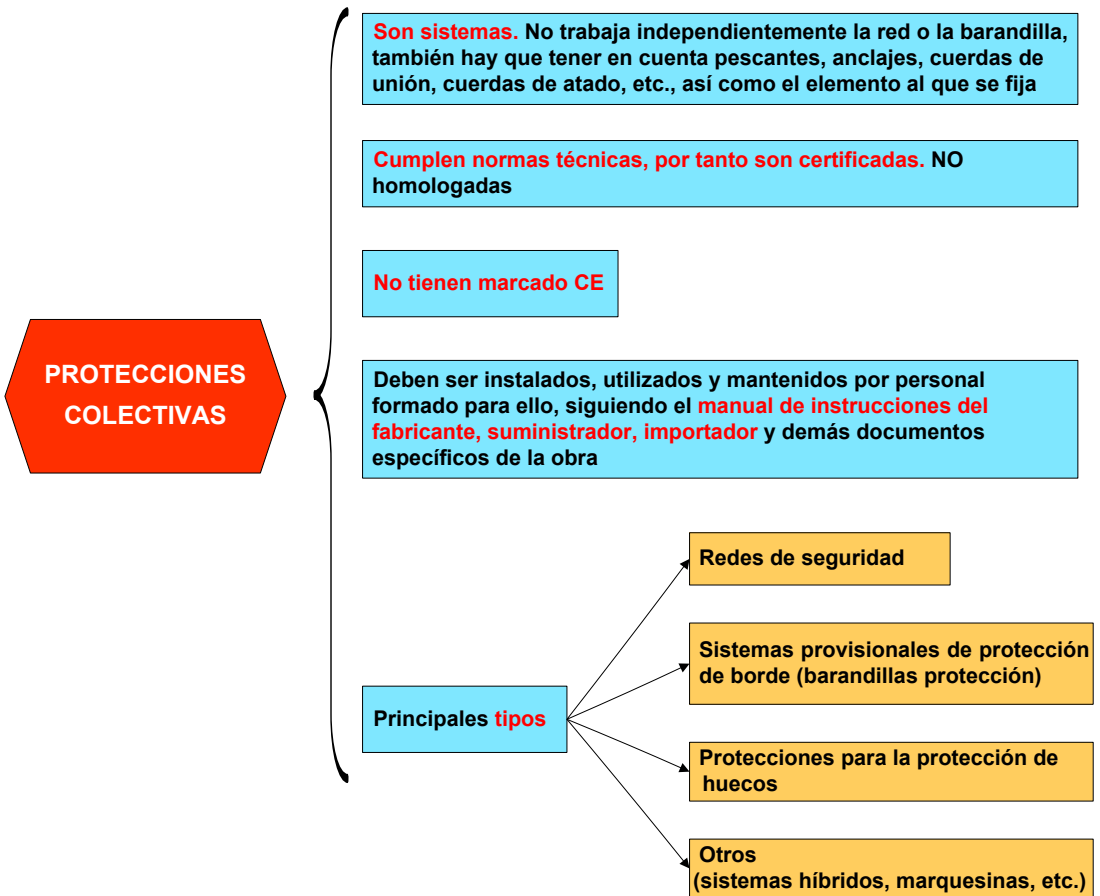 Son sistemas. No trabaja independientemente la red o la barandilla,
también hay que tener en cuenta pescantes, anclajes, cuerdas de
unión, cuerdas de atado, etc., así como el elemento al que se fija
Cumplen normas técnicas, por tanto son certificadas. NO
homologadas
No tienen marcado CE
PROTECCIONES
COLECTIVAS
Deben ser instalados, utilizados y mantenidos por personal
formado para ello, siguiendo el manual de instrucciones del
fabricante, suministrador, importador y demás documentos
específicos de la obra
Principales tipos
Redes de seguridad
Sistemas provisionales de protección
de borde (barandillas protección)
Protecciones para la protección de
huecos
Otros
(sistemas híbridos, marquesinas, etc.)